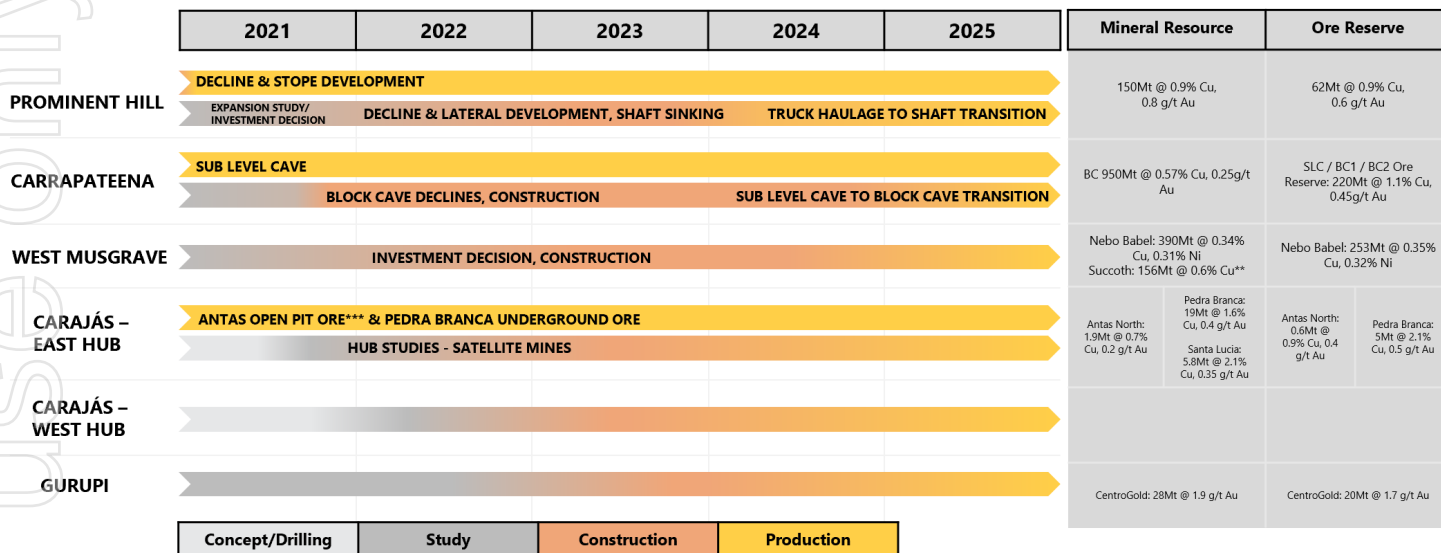 2021 2022 2023 2024 2025 Mineral Resource Ore Reserve
PROMINENT HILL
DECLINE & STOPE DEVELOPMENT
EXPANSION STUDY/
INVESTMENT DECISION
DECLINE & LATERAL DEVELOPMENT, SHAFT SINKING
TRUCK HAULAGE TO SHAFT TRANSITION
150Mt @ 0.9% Cu,
0.8 g/t Au
62Mt @ 0.9% Cu,
0.6 g/t Au
CARRAPATEENA
SUB LEVEL CAVE
BLOCK CAVE DECLINES, CONSTRUCTION
SUB LEVEL CAVE TO BLOCK CAVE TRANSITION
BC 950Mt @ 0.57% Cu, 0.25g/t
Au
SLC / BC1 / BC2 Ore
Reserve: 220Mt @ 1.1% Cu,
0.45g/t Au
WEST MUSGRAVE
INVESTMENT DECISION, CONSTRUCTION
Nebo Babel: 390Mt @ 0.34%
Cu, 0.31% Ni
Succoth: 156Mt @ 0.6% Cu**
Nebo Babel: 253Mt @ 0.35%
Cu, 0.32% Ni
CARAJÁS –
EAST HUB
ANTAS OPEN PIT ORE*** & PEDRA BRANCA UNDERGROUND ORE
HUB STUDIES - SATELLITE MINES
Antas North:
1.9Mt @ 0.7%
Cu, 0.2 g/t Au
Pedra Branca:
19Mt @ 1.6%
Cu, 0.4 g/t Au
Santa Lucia:
5.8Mt @ 2.1%
Cu, 0.35 g/t Au
Antas North:
0.6Mt @
0.9% Cu, 0.4
g/t Au
Pedra Branca:
5Mt @ 2.1%
Cu, 0.5 g/t Au
CARAJÁS –
WEST HUB
GURUPI
CentroGold: 28Mt @ 1.9 g/t Au
CentroGold: 20Mt @ 1.7 g/t Au
Concept/Drilling Study Construction Production
use only